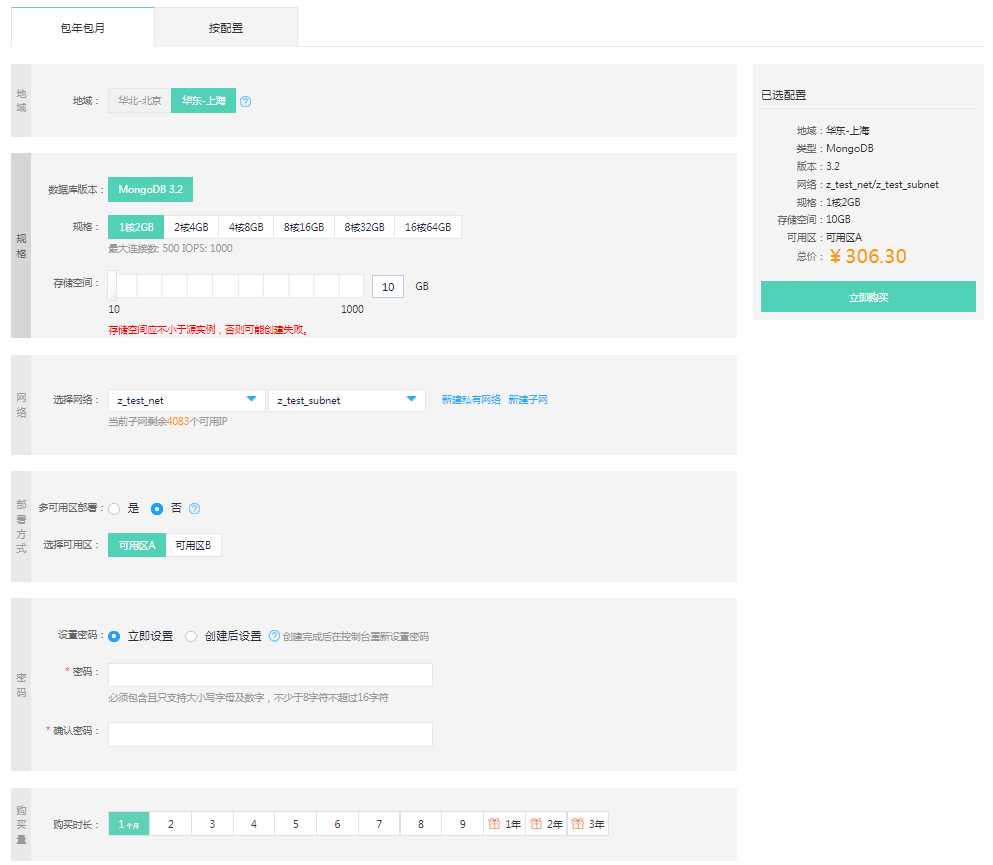 包年包月 按配置
地域
地域： 华北-北京 华东-上海 ?
规格
数据库版本： MongoDB 3.2
规格： 1核2GB 2核4GB 4核8GB 8核16GB 8核32GB 16核64GB
最大连接数: 500 IOPS: 1000
存储空间： 10 GB
10 1000
存储空间应不小于源实例，否则可能创建失败。
网络
选择网络： z_test_net z_test_subnet 新建私有网络 新建子网
当前子网剩余4083个可用IP
部署方式
多可用区部署： 是 否 ?
选择可用区： 可用区A 可用区B
密码
设置密码： 立即设置 创建后设置 ? 创建完成后在控制台重新设置密码
* 密码：
必须包含且只支持大小写字母及数字，不少于8字符不超过16字符
* 确认密码：
购买量
购买时长： 1个月 2 3 4 5 6 7 8 9 1年 2年 3年
已选配置
地域：华东-上海
类型：MongoDB
版本：3.2
网络：z_test_net/z_test_subnet
规格：1核2GB
存储空间：10GB
可用区：可用区A
总价：¥ 306.30
立即购买